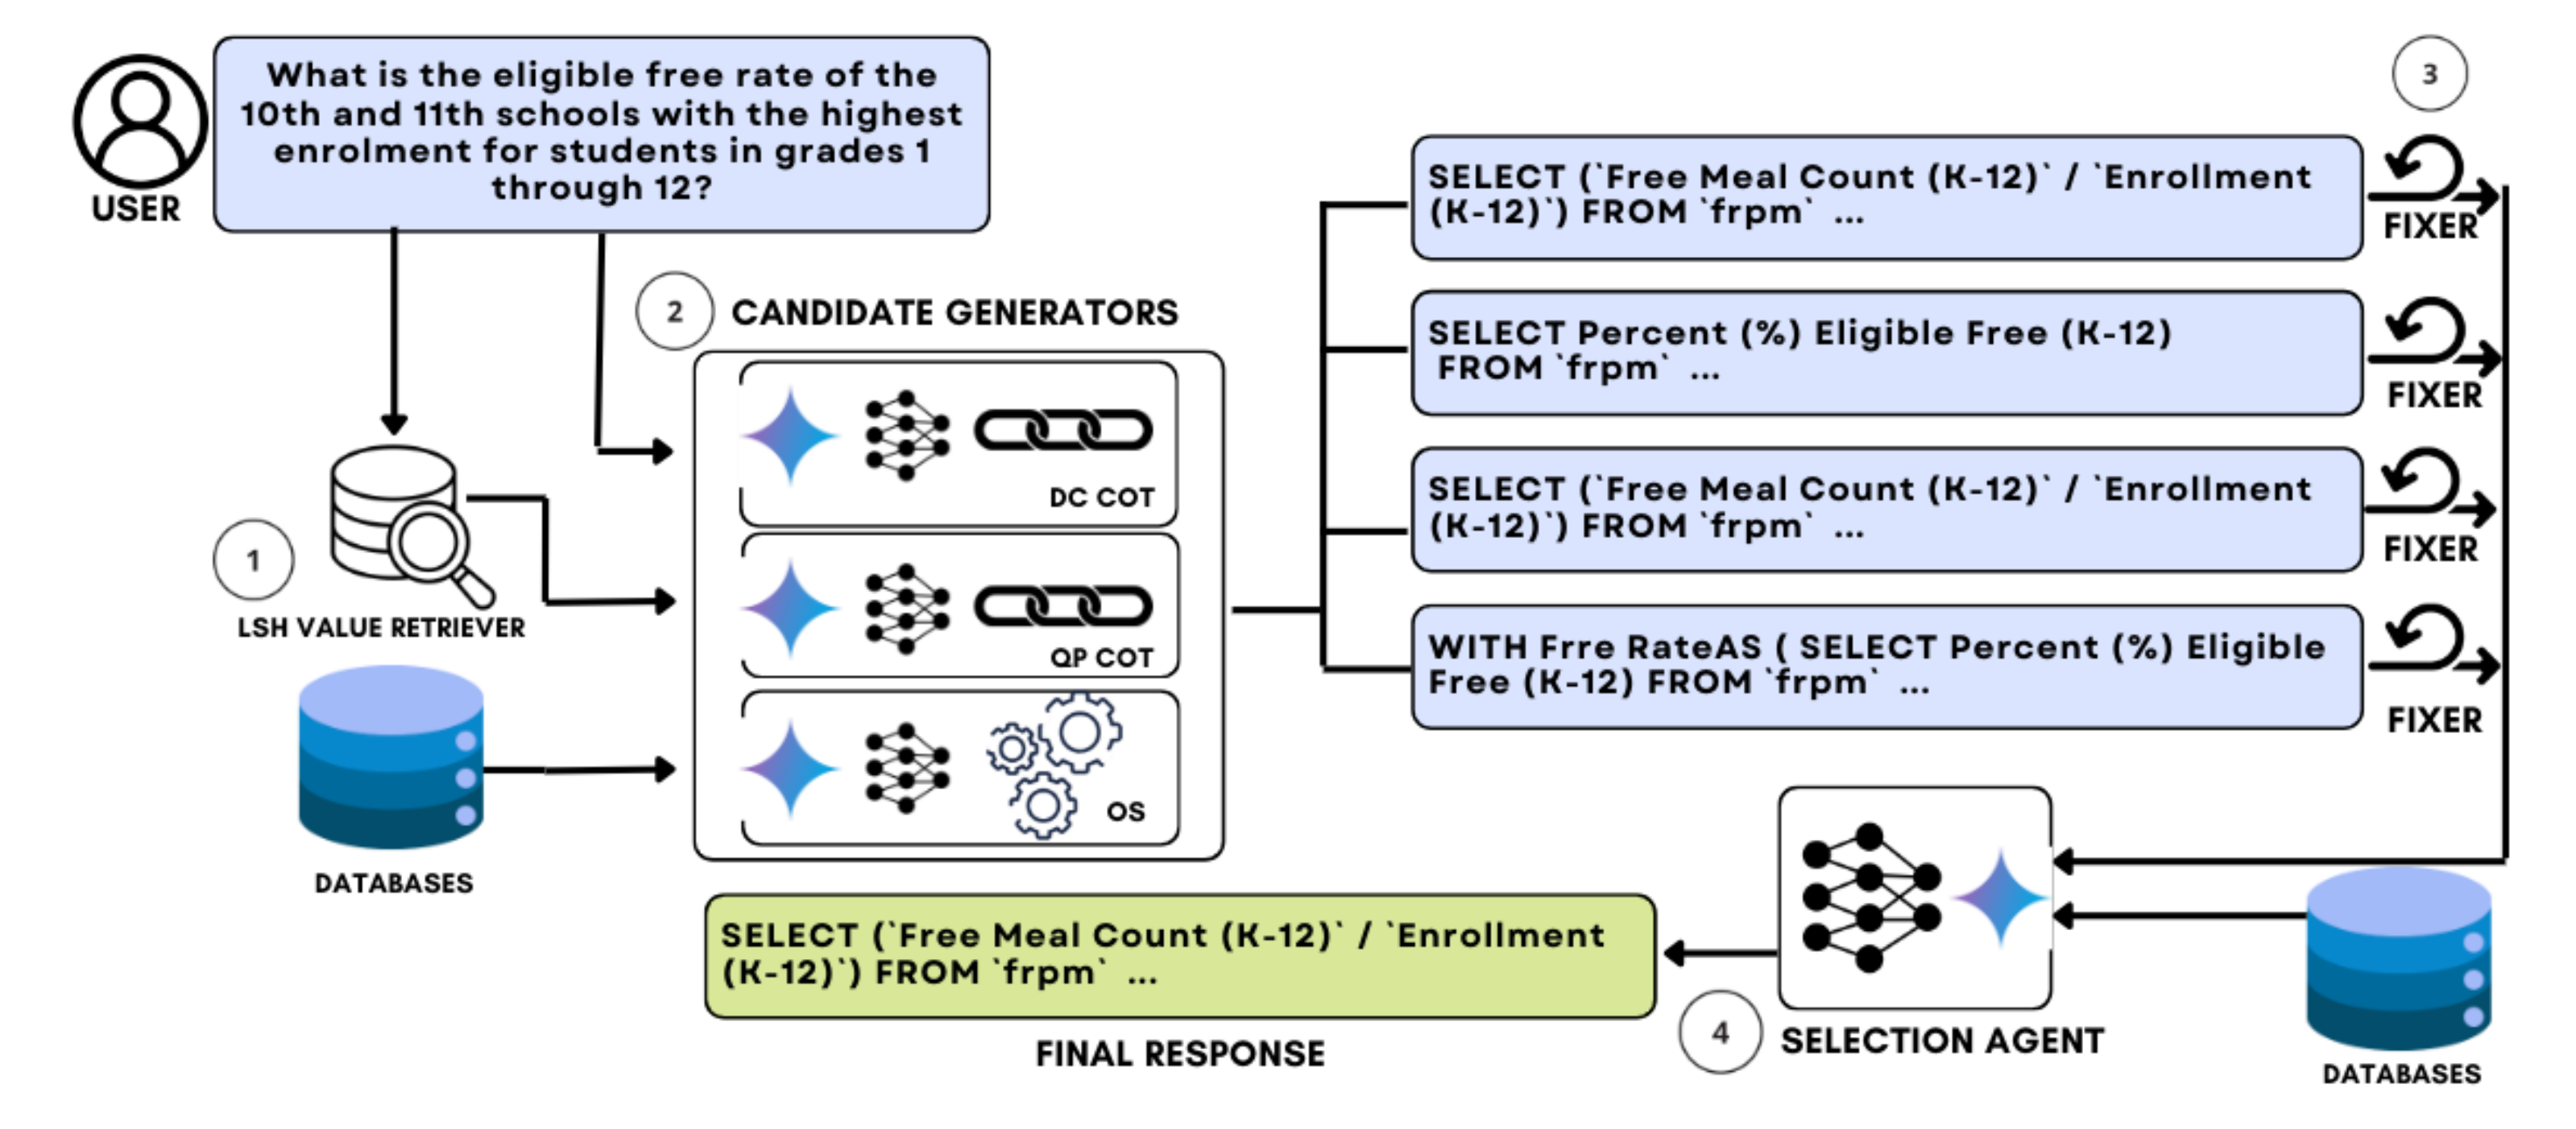 What is the eligible free rate of the
10th and 11th schools with the highest
enrolment for students in grades 1
through 12?
USER
1
LSH VALUE RETRIEVER
DATABASES
2
CANDIDATE GENERATORS
DC COT
QP COT
OS
3
SELECT (`Free Meal Count (K-12)` / `Enrollment
(K-12)`) FROM `frpm` ...
FIXER
SELECT Percent (%) Eligible Free (K-12)
FROM `frpm` ...
FIXER
SELECT (`Free Meal Count (K-12)` / `Enrollment
(K-12)`) FROM `frpm` ...
FIXER
WITH Frre RateAS ( SELECT Percent (%) Eligible
Free (K-12) FROM `frpm` ...
FIXER
4
SELECTION AGENT
DATABASES
SELECT (`Free Meal Count (K-12)` / `Enrollment
(K-12)`) FROM `frpm` ...
FINAL RESPONSE